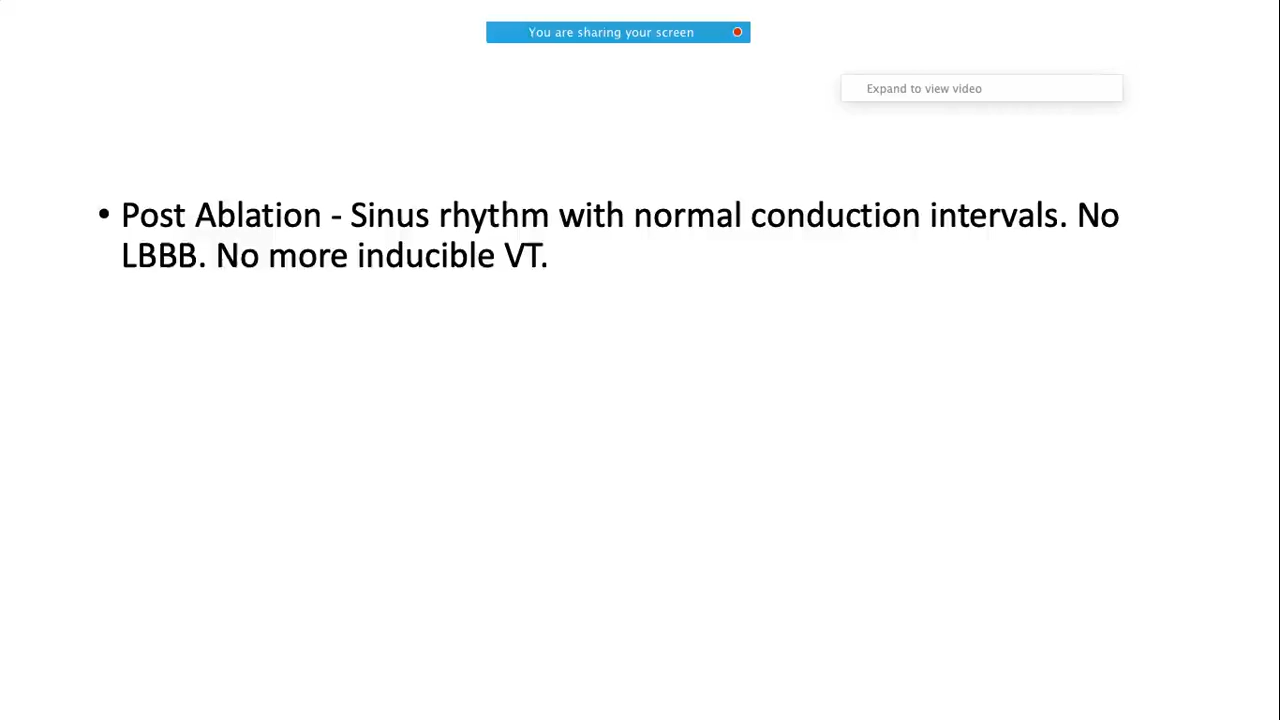 You are sharing your screen
Expand to view video
• Post Ablation - Sinus rhythm with normal conduction intervals. No
LBBB. No more inducible VT.